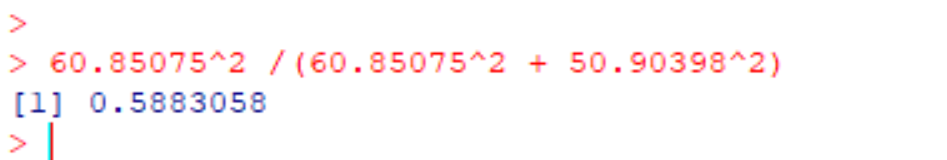 >
> 60.85075^2 /(60.85075^2 + 50.90398^2)
[1] 0.5883058
>